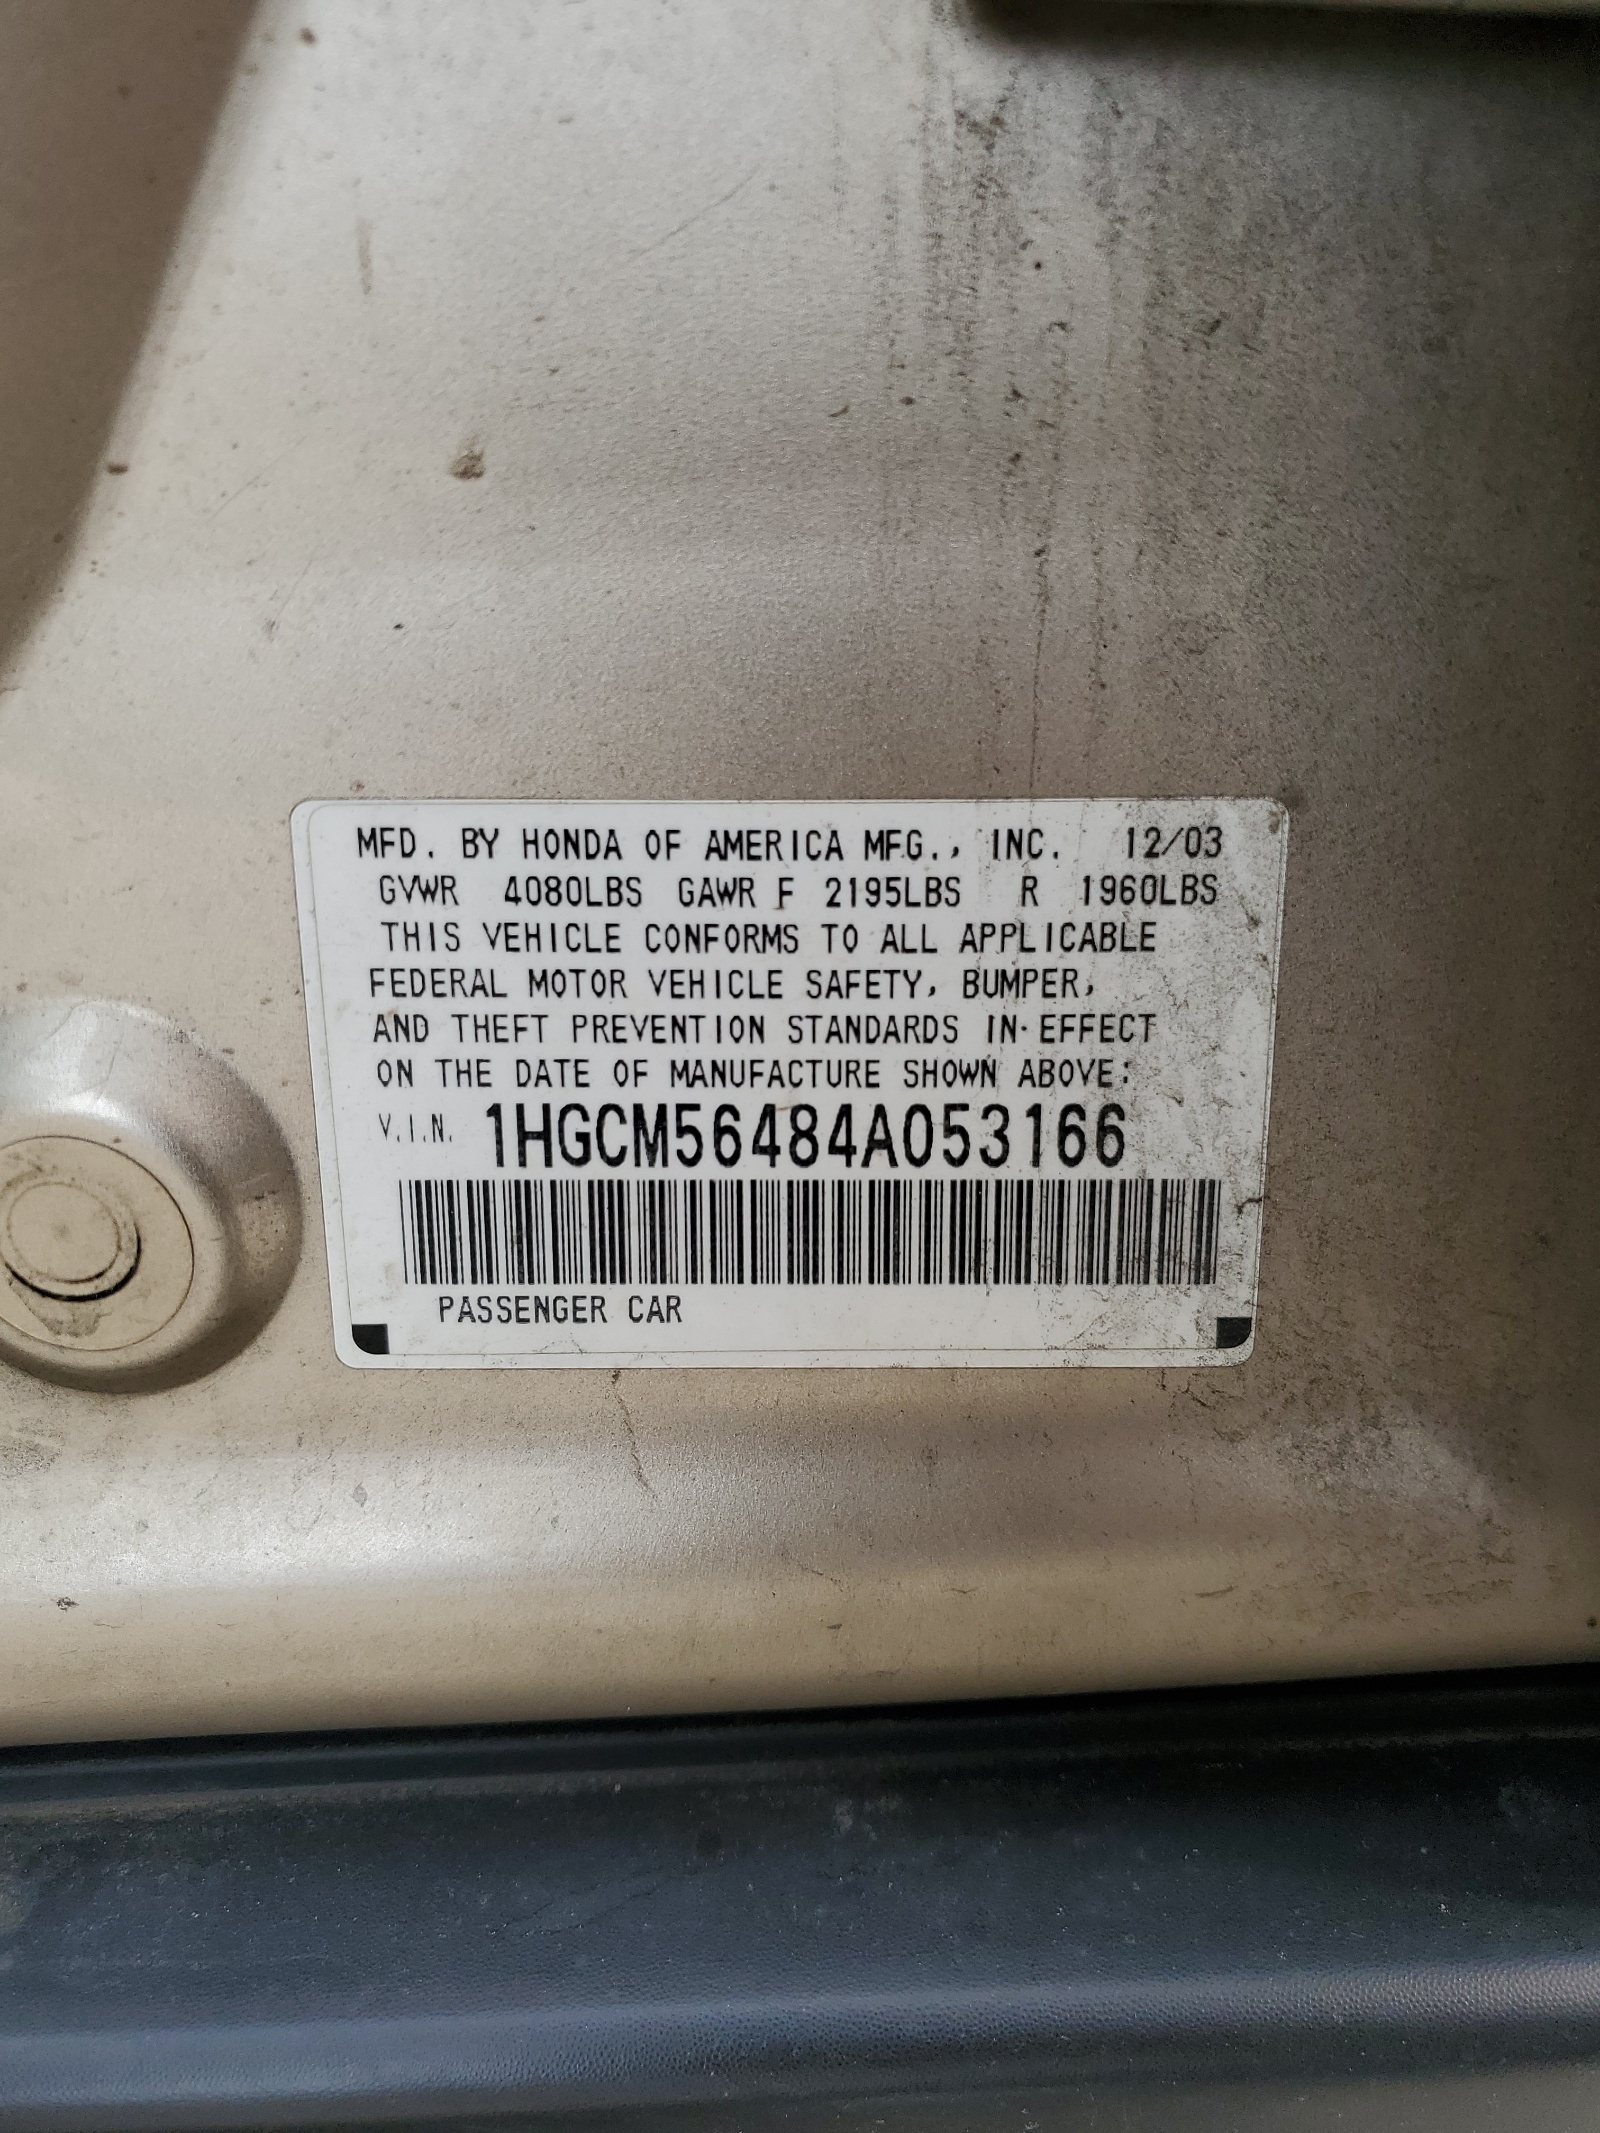 MFD. BY HONDA OF AMERICA MFG., INC. 12/03
GVWR 4080LBS GAWR F 2195LBS R 1960LBS
THIS VEHICLE CONFORMS TO ALL APPLICABLE
FEDERAL MOTOR VEHICLE SAFETY, BUMPER,
AND THEFT PREVENTION STANDARDS IN EFFECT
ON THE DATE OF MANUFACTURE SHOWN ABOVE:
V.I.N. 1HGCM56484A053166
PASSENGER CAR